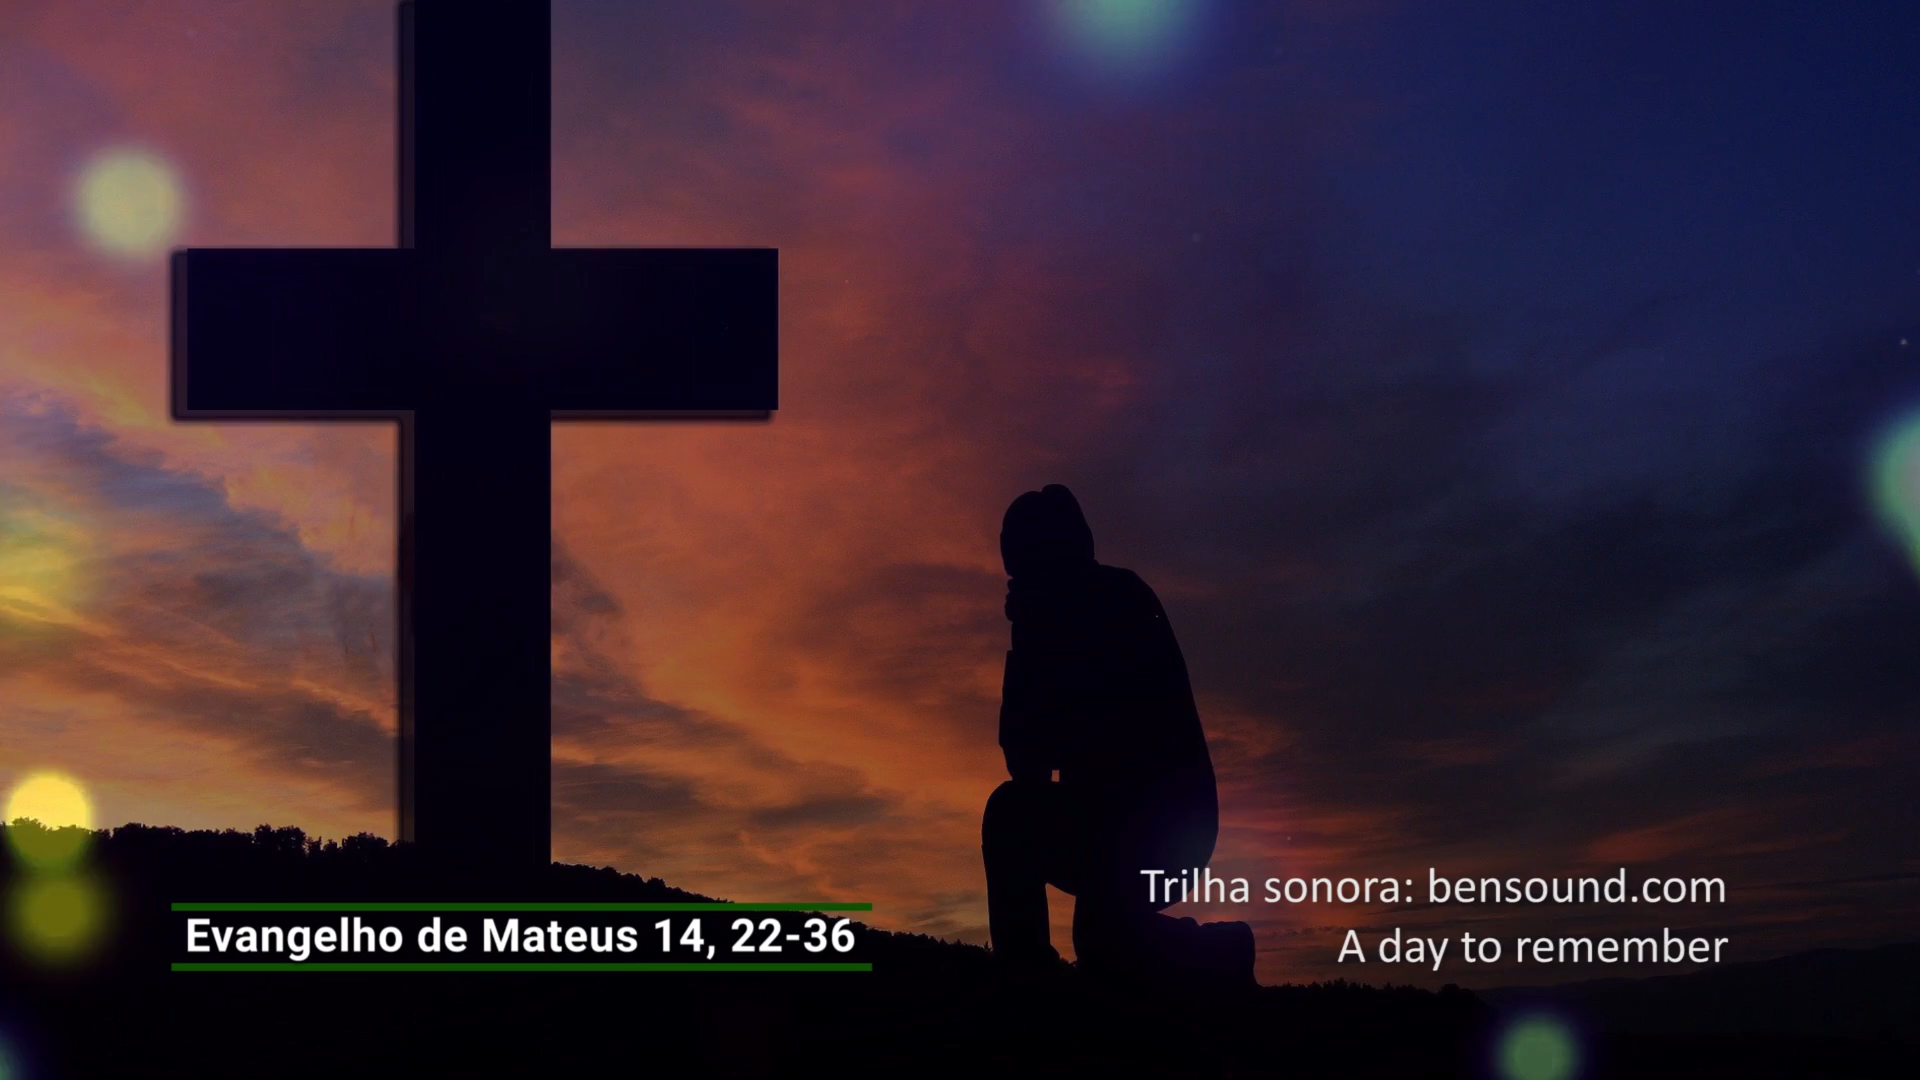 Evangelho de Mateus 14, 22-36
Trilha sonora: bensound.com
A day to remember